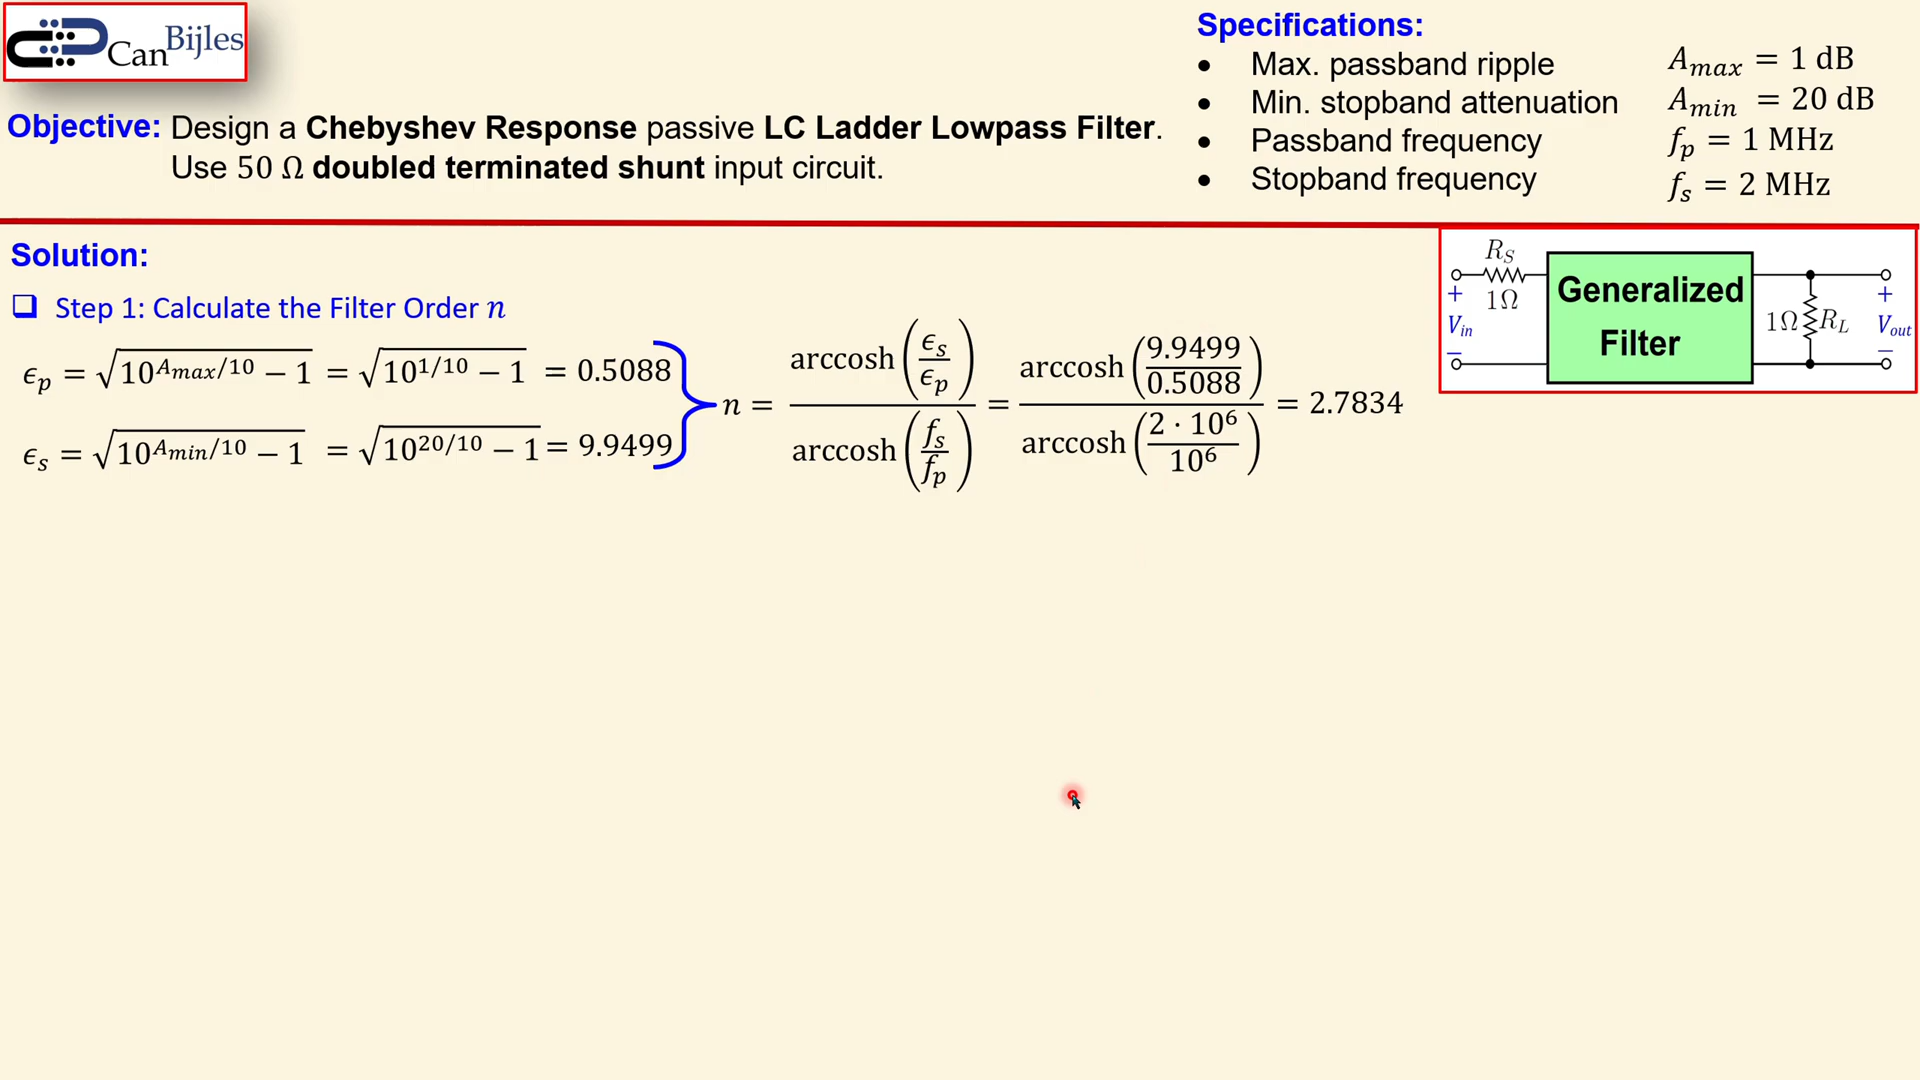 CanBijles
Specifications:
• Max. passband ripple A_max = 1 dB
• Min. stopband attenuation A_min = 20 dB
• Passband frequency f_p = 1 MHz
• Stopband frequency f_s = 2 MHz
Objective: Design a Chebyshev Response passive LC Ladder Lowpass Filter.
Use 50 Ω doubled terminated shunt input circuit.
Solution:
❑ Step 1: Calculate the Filter Order n
ϵ_p = √(10^(A_max/10) − 1) = √(10^(1/10) − 1) = 0.5088
ϵ_s = √(10^(A_min/10) − 1) = √(10^(20/10) − 1) = 9.9499
n = arccosh(ϵ_s/ϵ_p) / arccosh(f_s/f_p) = arccosh(9.9499/0.5088) / arccosh(2 · 10^6/10^6) = 2.7834
R_S
1Ω
+
V_in
−
Generalized
Filter
1Ω R_L
+
V_out
−